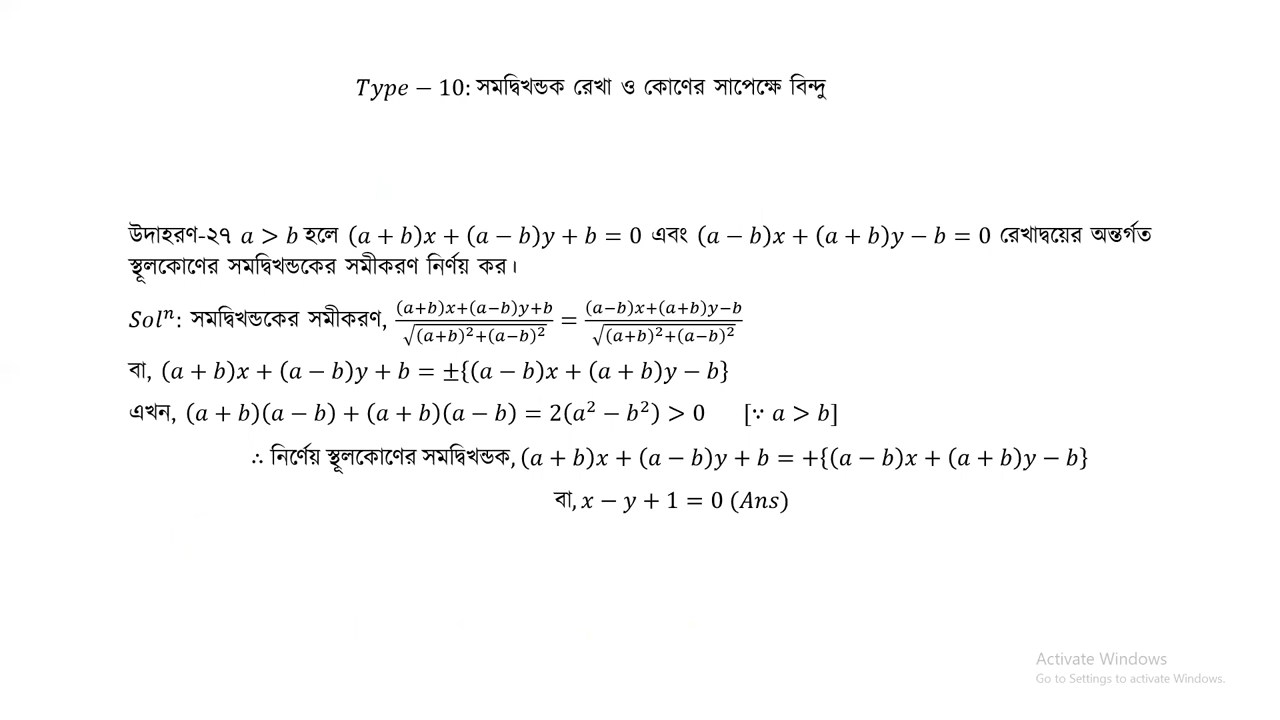 Type − 10: সমদ্বিখন্ডক রেখা ও কোণের সাপেক্ষে বিন্দু
উদাহরণ-২৭ a > b হলে (a + b)x + (a − b)y + b = 0 এবং (a − b)x + (a + b)y − b = 0 রেখাদ্বয়ের অন্তর্গত
স্থূলকোণের সমদ্বিখন্ডকের সমীকরণ নির্ণয় কর।
Solⁿ: সমদ্বিখন্ডকের সমীকরণ, ((a+b)x+(a−b)y+b)/√((a+b)²+(a−b)²) = ((a−b)x+(a+b)y−b)/√((a+b)²+(a−b)²)
বা, (a + b)x + (a − b)y + b = ±{(a − b)x + (a + b)y − b}
এখন, (a + b)(a − b) + (a + b)(a − b) = 2(a² − b²) > 0 [∵ a > b]
∴ নির্ণেয় স্থূলকোণের সমদ্বিখন্ডক, (a + b)x + (a − b)y + b = +{(a − b)x + (a + b)y − b}
বা, x − y + 1 = 0 (Ans)
Activate Windows
Go to Settings to activate Windows.